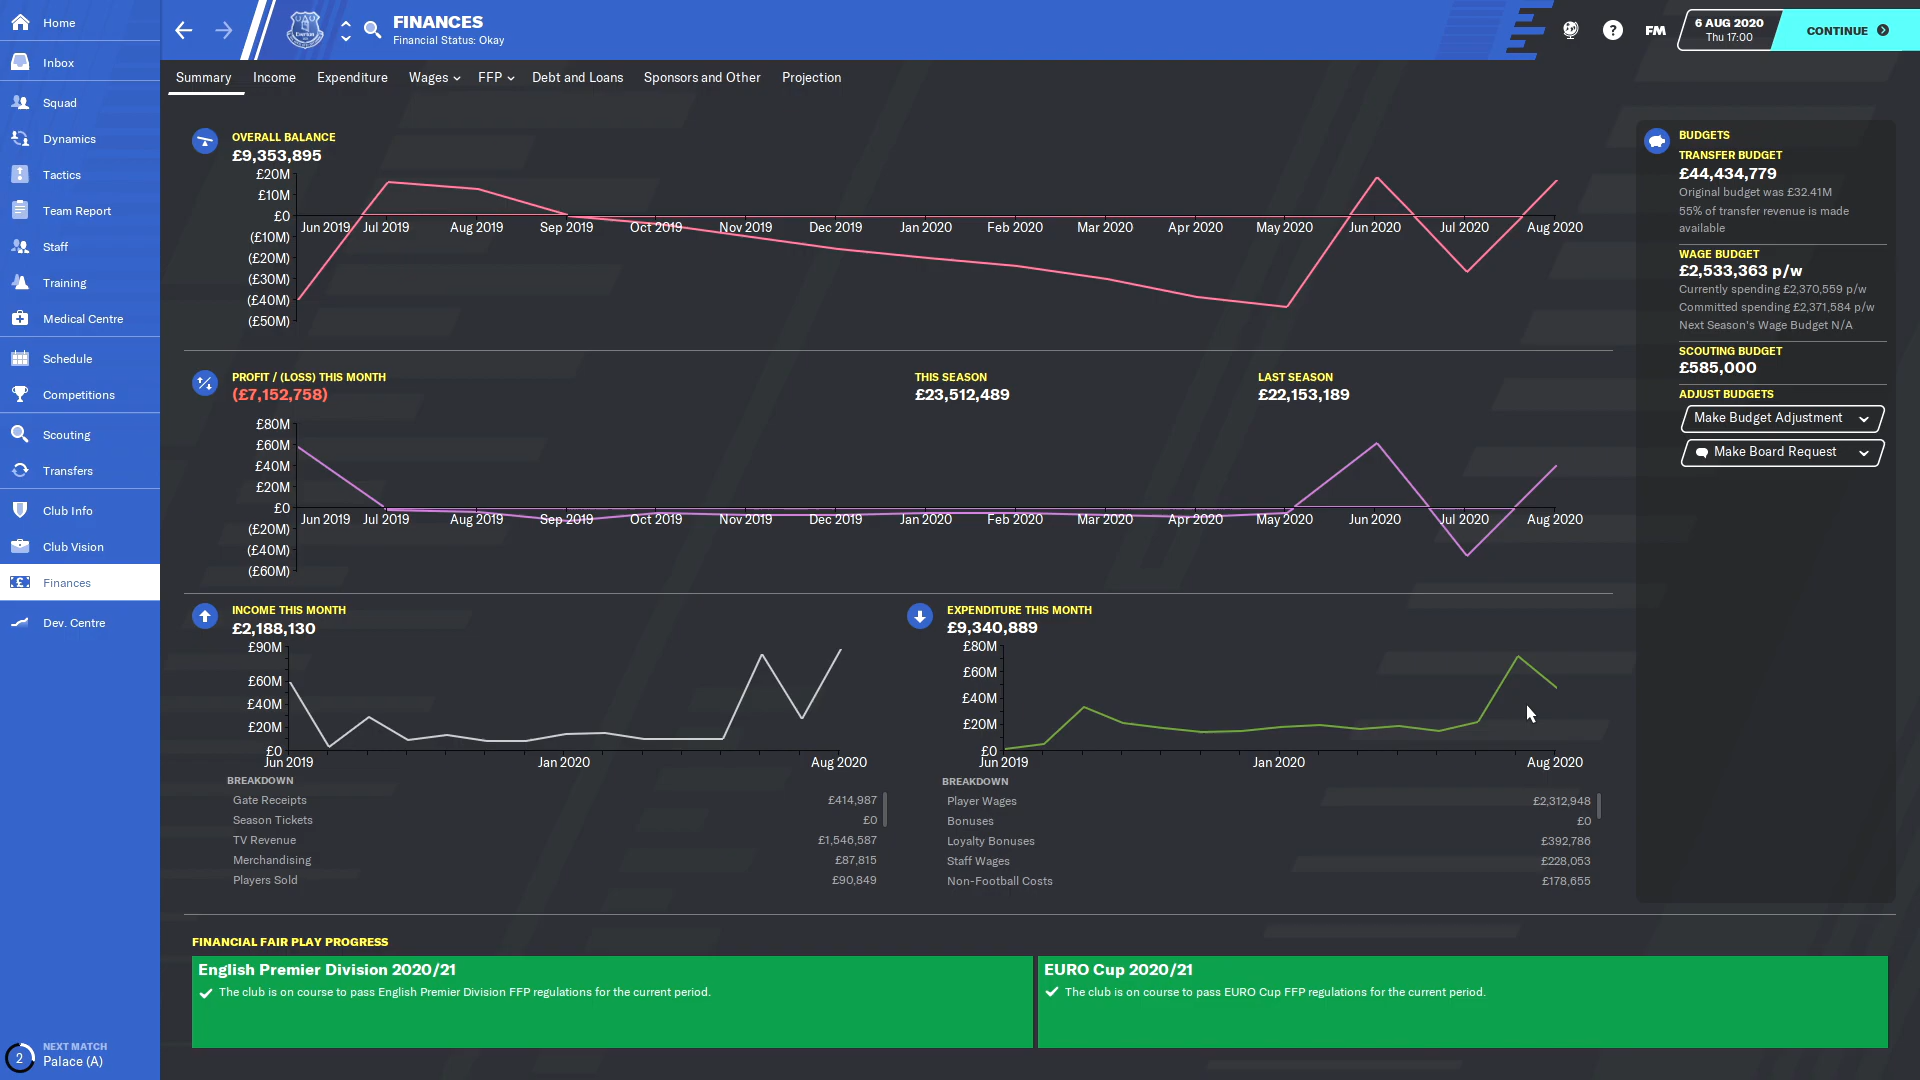 Home
Inbox
Squad
Dynamics
Tactics
Team Report
Staff
Training
Medical Centre
Schedule
Competitions
Scouting
Transfers
Club Info
Club Vision
Finances
Dev. Centre
2
NEXT MATCH
Palace (A)
FINANCES
Financial Status: Okay
?
FM
6 AUG 2020
Thu 17:00
CONTINUE
Summary Income Expenditure Wages FFP Debt and Loans Sponsors and Other Projection
OVERALL BALANCE
£9,353,895
£20M
£10M
£0
(£10M)
(£20M)
(£30M)
(£40M)
(£50M)
Jun 2019 Jul 2019 Aug 2019 Sep 2019 Oct 2019 Nov 2019 Dec 2019 Jan 2020 Feb 2020 Mar 2020 Apr 2020 May 2020 Jun 2020 Jul 2020 Aug 2020
PROFIT / (LOSS) THIS MONTH
(£7,152,758)
THIS SEASON
£23,512,489
LAST SEASON
£22,153,189
£80M
£60M
£40M
£20M
£0
(£20M)
(£40M)
(£60M)
Jun 2019 Jul 2019 Aug 2019 Sep 2019 Oct 2019 Nov 2019 Dec 2019 Jan 2020 Feb 2020 Mar 2020 Apr 2020 May 2020 Jun 2020 Jul 2020 Aug 2020
INCOME THIS MONTH
£2,188,130
£90M
£60M
£40M
£20M
£0
Jun 2019 Jan 2020 Aug 2020
BREAKDOWN
Gate Receipts £414,987
Season Tickets £0
TV Revenue £1,546,587
Merchandising £87,815
Players Sold £90,849
EXPENDITURE THIS MONTH
£9,340,889
£80M
£60M
£40M
£20M
£0
Jun 2019 Jan 2020 Aug 2020
BREAKDOWN
Player Wages £2,312,948
Bonuses £0
Loyalty Bonuses £392,786
Staff Wages £228,053
Non-Football Costs £178,655
BUDGETS
TRANSFER BUDGET
£44,434,779
Original budget was £32.41M
55% of transfer revenue is made
available
WAGE BUDGET
£2,533,363 p/w
Currently spending £2,370,559 p/w
Committed spending £2,371,584 p/w
Next Season's Wage Budget N/A
SCOUTING BUDGET
£585,000
ADJUST BUDGETS
Make Budget Adjustment
Make Board Request
FINANCIAL FAIR PLAY PROGRESS
English Premier Division 2020/21
The club is on course to pass English Premier Division FFP regulations for the current period.
EURO Cup 2020/21
The club is on course to pass EURO Cup FFP regulations for the current period.